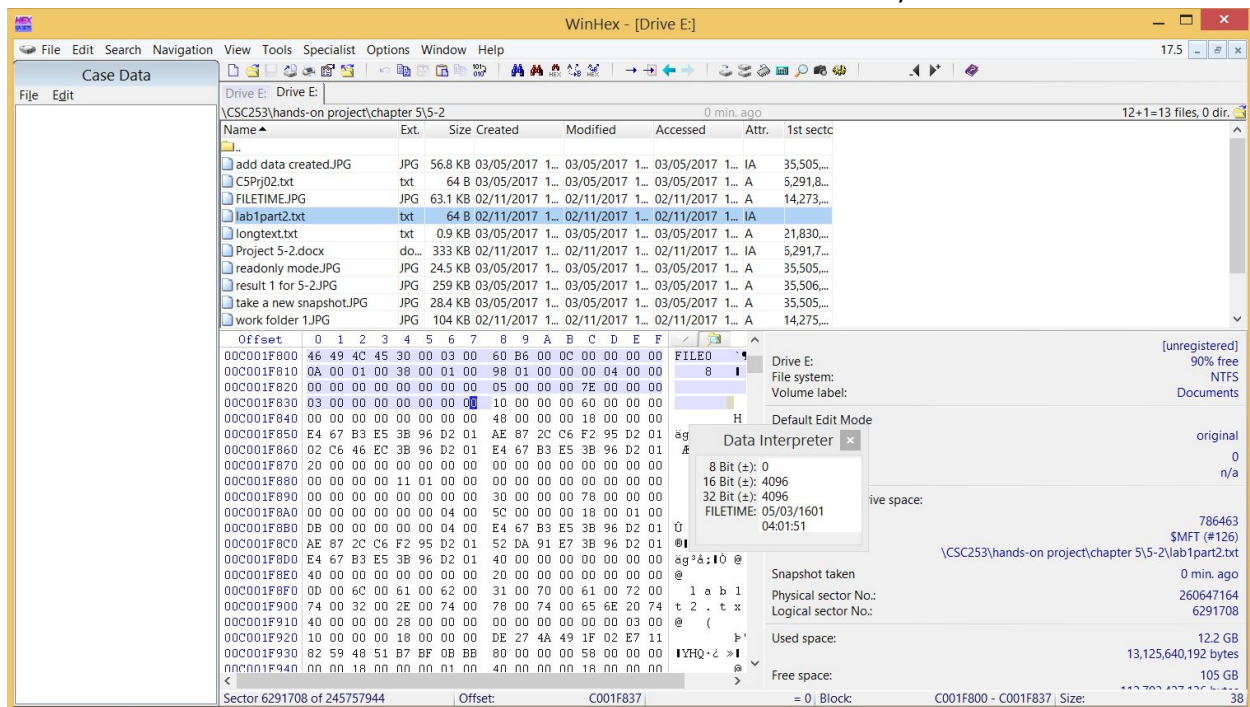 WinHex - [Drive E:]
File Edit Search Navigation View Tools Specialist Options Window Help 17.5
Case Data
File Edit
Drive E: Drive E:
\CSC253\hands-on project\chapter 5\5-2 0 min. ago 12+1=13 files, 0 dir.
Name Ext. Size Created Modified Accessed Attr. 1st sectc
..
add data created.JPG JPG 56.8 KB 03/05/2017 1... 03/05/2017 1... 03/05/2017 1... IA 35,505,...
C5Prj02.txt txt 64 B 03/05/2017 1... 03/05/2017 1... 03/05/2017 1... A 6,291,8...
FILETIME.JPG JPG 63.1 KB 02/11/2017 1... 02/11/2017 1... 02/11/2017 1... A 14,273,...
lab1part2.txt txt 64 B 02/11/2017 1... 02/11/2017 1... 02/11/2017 1... IA
longtext.txt txt 0.9 KB 03/05/2017 1... 03/05/2017 1... 03/05/2017 1... A 21,830,...
Project 5-2.docx do... 333 KB 02/11/2017 1... 02/11/2017 1... 02/11/2017 1... IA 6,291,7...
readonly mode.JPG JPG 24.5 KB 03/05/2017 1... 03/05/2017 1... 03/05/2017 1... A 35,505,...
result 1 for 5-2.JPG JPG 259 KB 03/05/2017 1... 03/05/2017 1... 03/05/2017 1... A 35,506,...
take a new snapshot.JPG JPG 28.4 KB 03/05/2017 1... 03/05/2017 1... 03/05/2017 1... A 35,505,...
work folder 1.JPG JPG 104 KB 02/11/2017 1... 02/11/2017 1... 02/11/2017 1... A 14,275,...
Offset 0 1 2 3 4 5 6 7 8 9 A B C D E F
00C001F800 46 49 4C 45 30 00 03 00 60 B6 00 0C 00 00 00 00 FILE0 `¶
00C001F810 0A 00 01 00 38 00 01 00 98 01 00 00 00 04 00 00 8
00C001F820 00 00 00 00 00 00 00 00 05 00 00 00 7E 00 00 00
00C001F830 03 00 00 00 00 00 00 00 10 00 00 00 60 00 00 00
00C001F840 00 00 00 00 00 00 00 00 48 00 00 00 18 00 00 00 H
00C001F850 E4 67 B3 E5 3B 96 D2 01 AE 87 2C C6 F2 95 D2 01 äg
00C001F860 02 C6 46 EC 3B 96 D2 01 E4 67 B3 E5 3B 96 D2 01 Æ
00C001F870 20 00 00 00 00 00 00 00 00 00 00 00 00 00 00 00
00C001F880 00 00 00 00 11 01 00 00 00 00 00 00 00 00 00 00
00C001F890 00 00 00 00 00 00 00 00 30 00 00 00 78 00 00 00
00C001F8A0 00 00 00 00 00 00 04 00 5C 00 00 00 18 00 01 00
00C001F8B0 DB 00 00 00 00 00 04 00 E4 67 B3 E5 3B 96 D2 01 Û
00C001F8C0 AE 87 2C C6 F2 95 D2 01 52 DA 91 E7 3B 96 D2 01 ®
00C001F8D0 E4 67 B3 E5 3B 96 D2 01 40 00 00 00 00 00 00 00 äg³å; Ò @
00C001F8E0 40 00 00 00 00 00 00 00 20 00 00 00 00 00 00 00 @
00C001F8F0 0D 00 6C 00 61 00 62 00 31 00 70 00 61 00 72 00 l a b 1
00C001F900 74 00 32 00 2E 00 74 00 78 00 74 00 65 6E 20 74 t 2 . t x
00C001F910 40 00 00 00 28 00 00 00 00 00 00 00 00 00 03 00 @ (
00C001F920 10 00 00 00 18 00 00 00 DE 27 4A 49 1F 02 E7 11 Þ'
00C001F930 82 59 48 51 B7 BF 0B BB 80 00 00 00 58 00 00 00 YHQ·¿ »
00C001F940 00 00 18 00 00 00 01 00 40 00 00 00 18 00 00 00 @
Data Interpreter
8 Bit (±): 0
16 Bit (±): 4096
32 Bit (±): 4096
FILETIME: 05/03/1601
04:01:51
[unregistered]
Drive E: 90% free
File system: NTFS
Volume label: Documents
Default Edit Mode
original
0
n/a
ive space:
786463
$MFT (#126)
\CSC253\hands-on project\chapter 5\5-2\lab1part2.txt
Snapshot taken 0 min. ago
Physical sector No.: 260647164
Logical sector No.: 6291708
Used space: 12.2 GB
13,125,640,192 bytes
Free space: 105 GB
Sector 6291708 of 245757944 Offset: C001F837 = 0 Block: C001F800 - C001F837 Size: 38